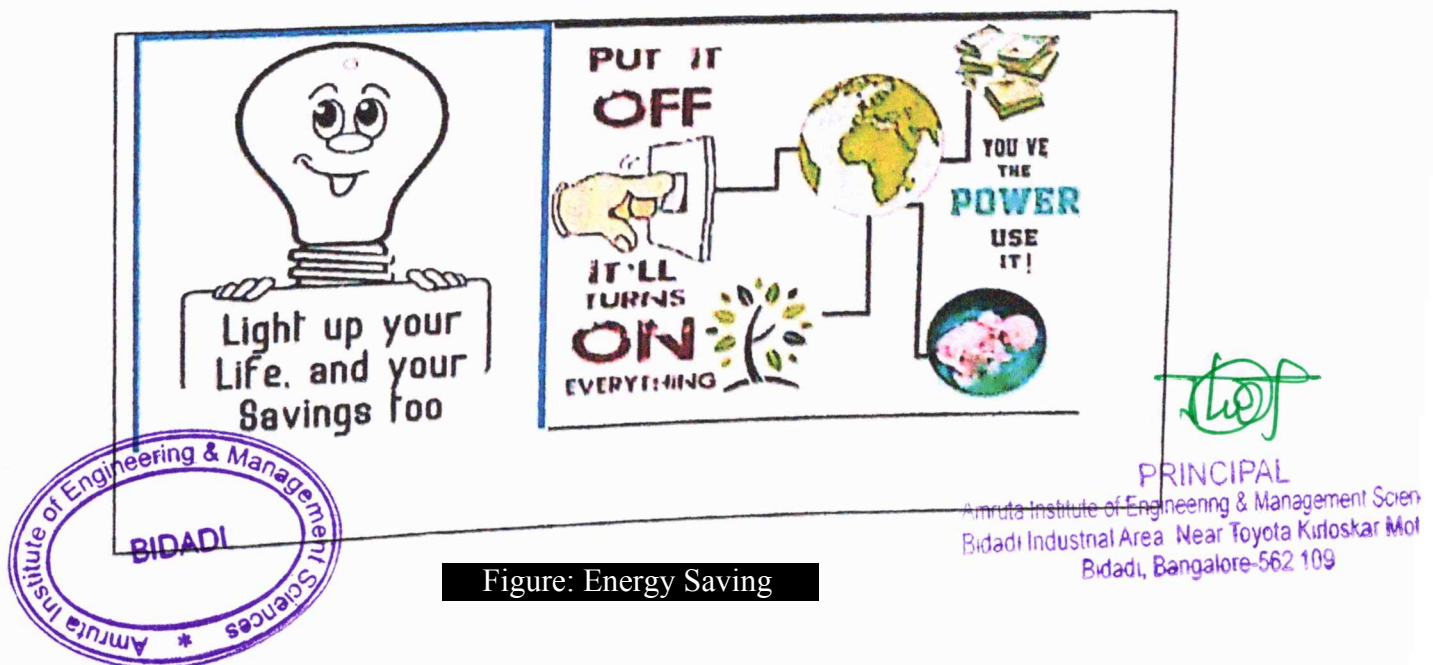 Light up your
Life, and your
Savings too
PUT IT
OFF
IT'LL
TURNS
ON
EVERYTHING
YOU VE
THE
POWER
USE
IT!
Amruta Institute of Engineering & Management Sciences *
BIDADI
Figure: Energy Saving
PRINCIPAL
Amruta Institute of Engineering & Management Scien
Bidadi Industrial Area Near Toyota Kirloskar Mot
Bidadi, Bangalore-562 109